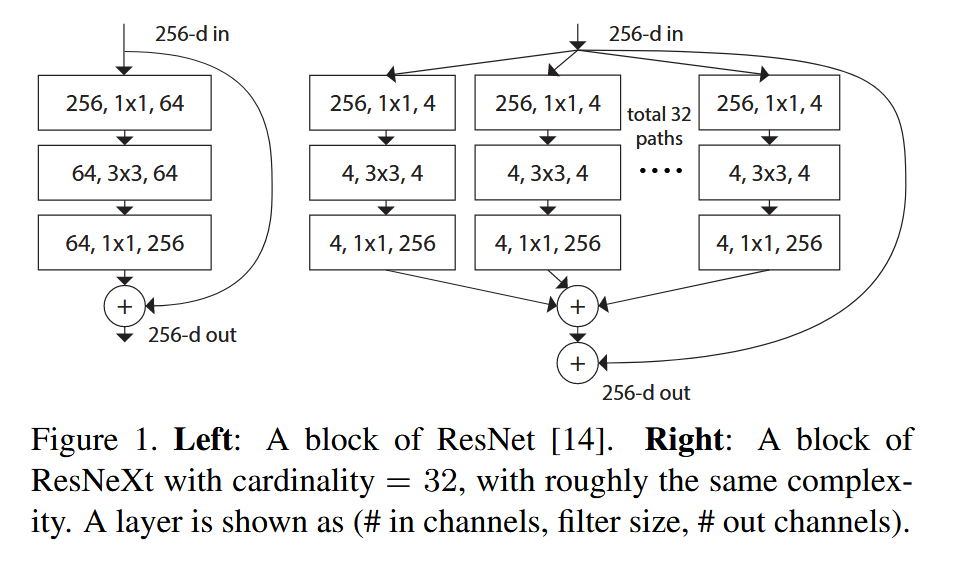 256-d in
256, 1x1, 64
64, 3x3, 64
64, 1x1, 256
+
256-d out
256-d in
256, 1x1, 4
256, 1x1, 4
total 32
paths
256, 1x1, 4
4, 3x3, 4
4, 3x3, 4
....
4, 3x3, 4
4, 1x1, 256
4, 1x1, 256
4, 1x1, 256
+
+
256-d out
Figure 1. Left: A block of ResNet [14]. Right: A block of
ResNeXt with cardinality = 32, with roughly the same complex-
ity. A layer is shown as (# in channels, filter size, # out channels).